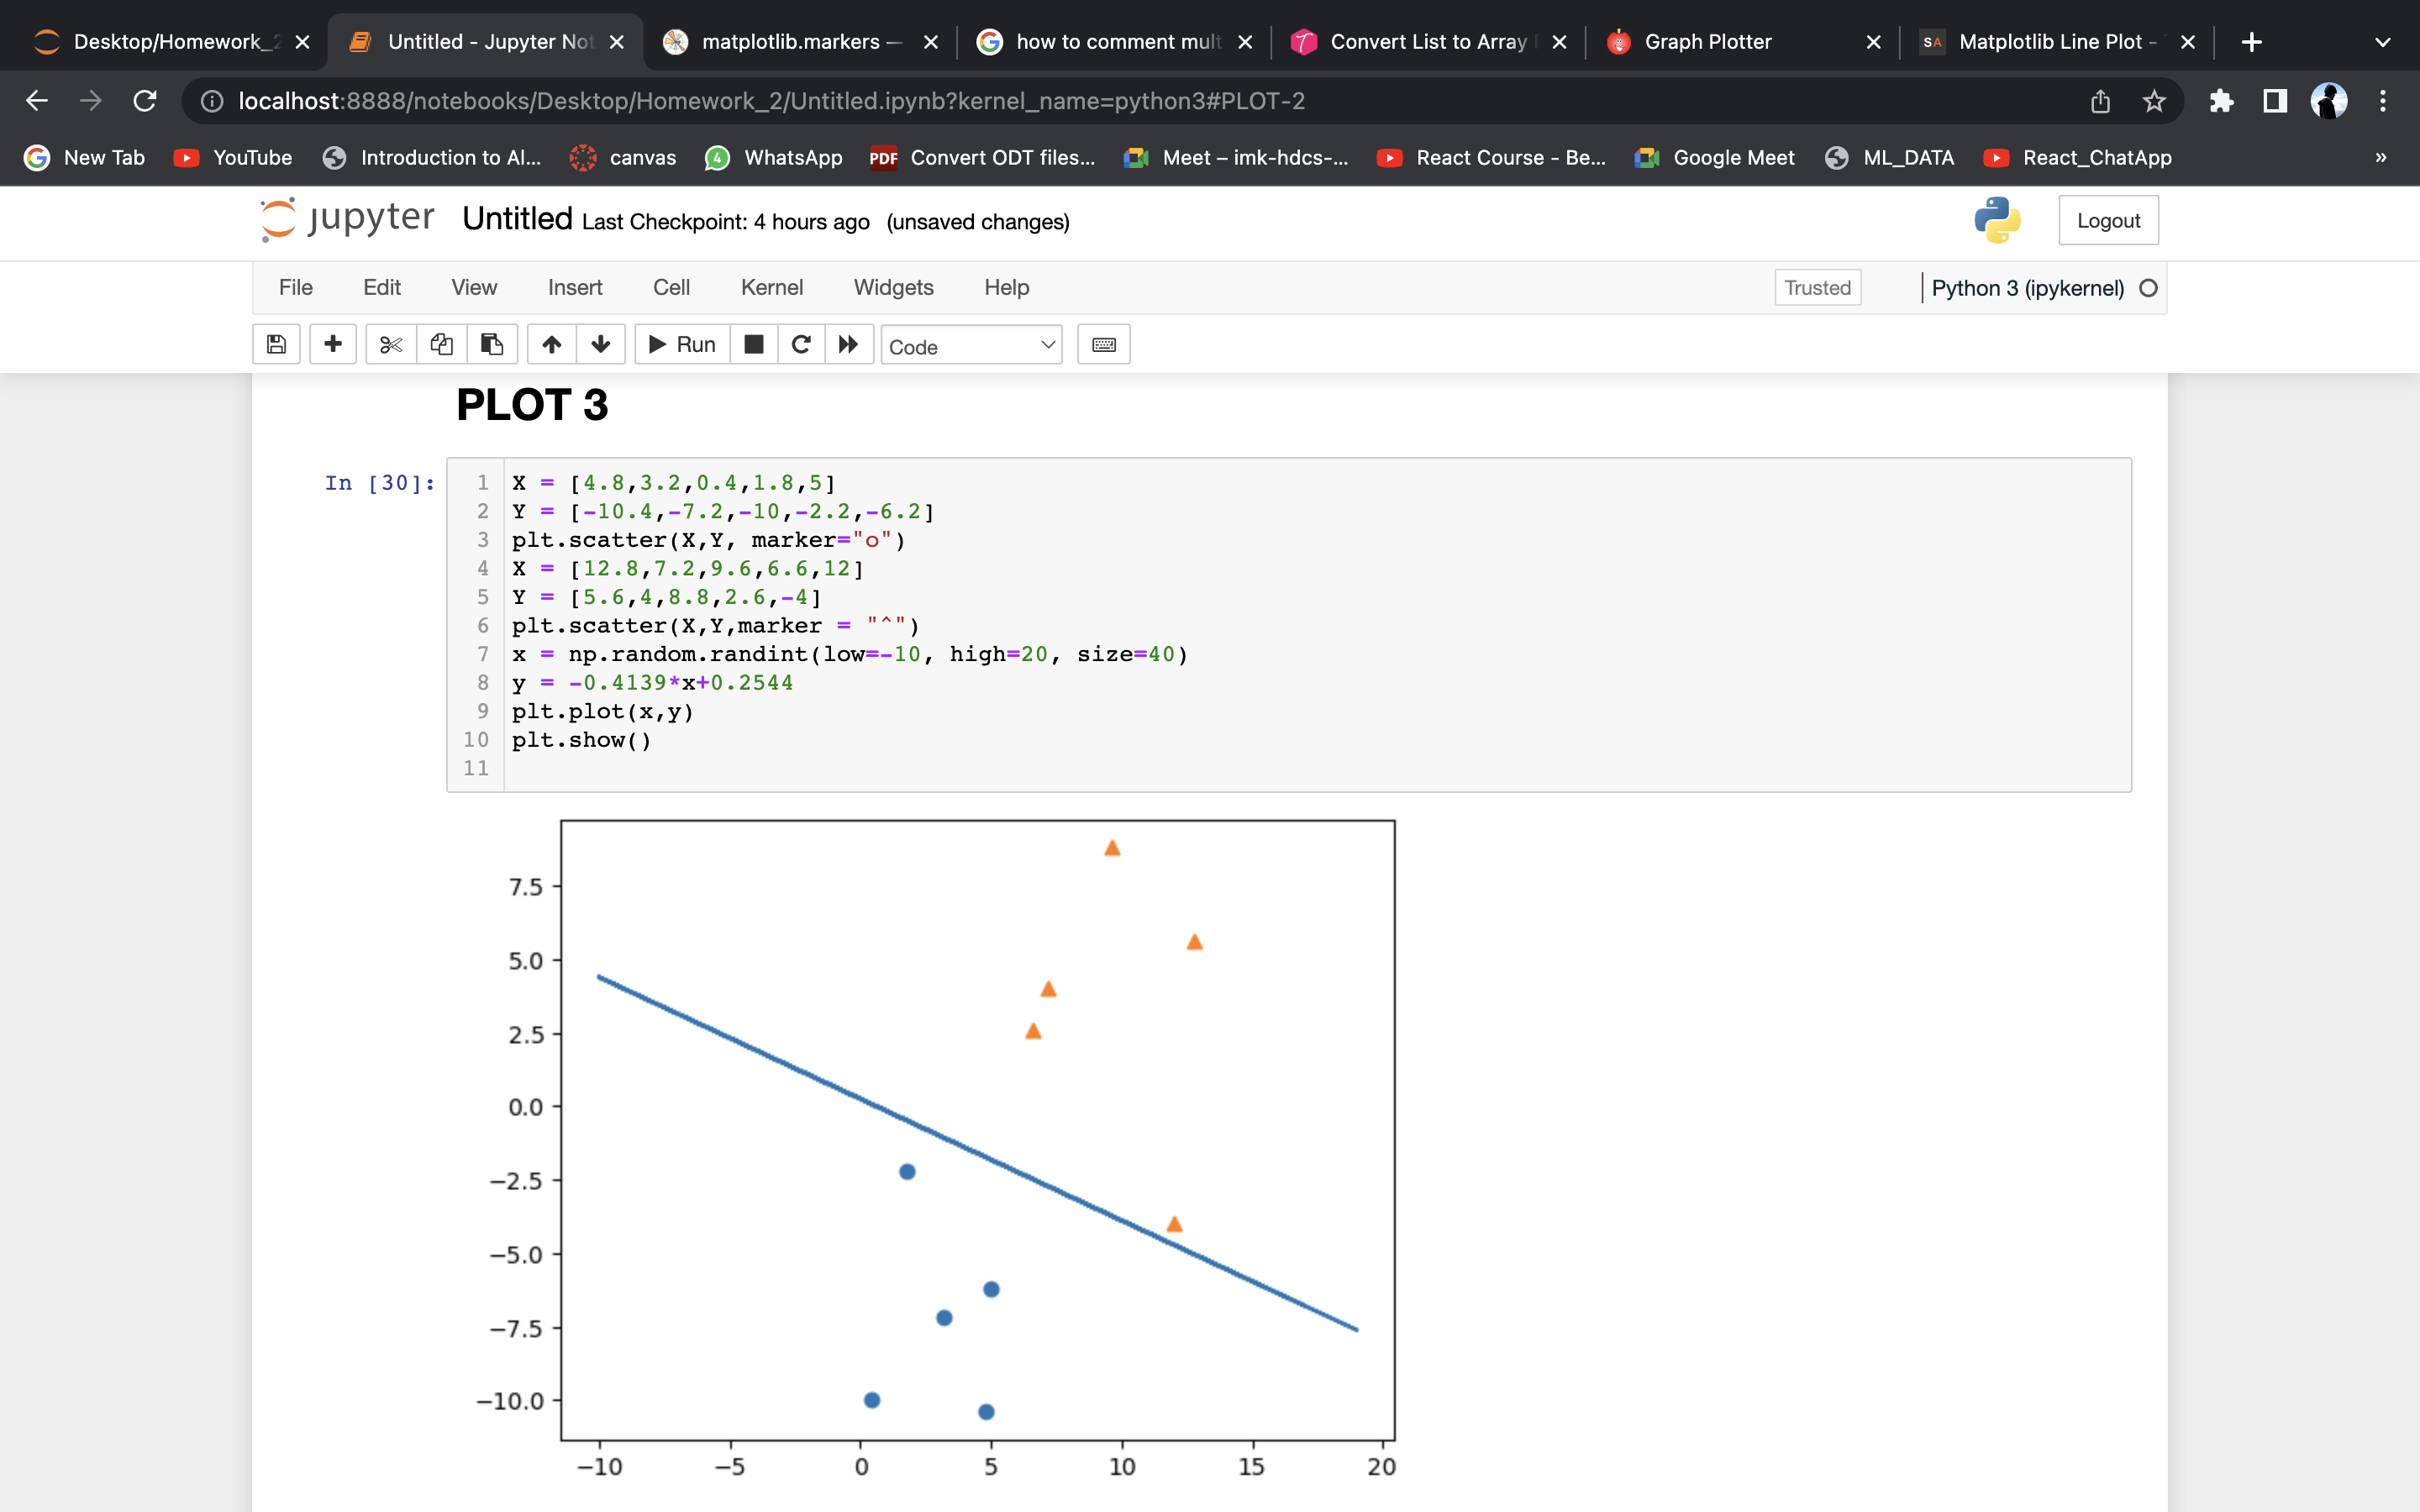 Desktop/Homework_2
Untitled - Jupyter Not
matplotlib.markers —
how to comment mult
Convert List to Array
Graph Plotter
Matplotlib Line Plot -
localhost:8888/notebooks/Desktop/Homework_2/Untitled.ipynb?kernel_name=python3#PLOT-2
New Tab
YouTube
Introduction to Al...
canvas
4
WhatsApp
PDF
Convert ODT files...
Meet – imk-hdcs-...
React Course - Be...
Google Meet
ML_DATA
React_ChatApp
»
jupyter
Untitled Last Checkpoint: 4 hours ago (unsaved changes)
Logout
File Edit View Insert Cell Kernel Widgets Help
Trusted
Python 3 (ipykernel)
Run
Code
PLOT 3
In [30]:
1 X = [4.8,3.2,0.4,1.8,5]
2 Y = [-10.4,-7.2,-10,-2.2,-6.2]
3 plt.scatter(X,Y, marker="o")
4 X = [12.8,7.2,9.6,6.6,12]
5 Y = [5.6,4,8.8,2.6,-4]
6 plt.scatter(X,Y,marker = "^")
7 x = np.random.randint(low=-10, high=20, size=40)
8 y = -0.4139*x+0.2544
9 plt.plot(x,y)
10 plt.show()
11
7.5
5.0
2.5
0.0
−2.5
−5.0
−7.5
−10.0
−10 −5 0 5 10 15 20